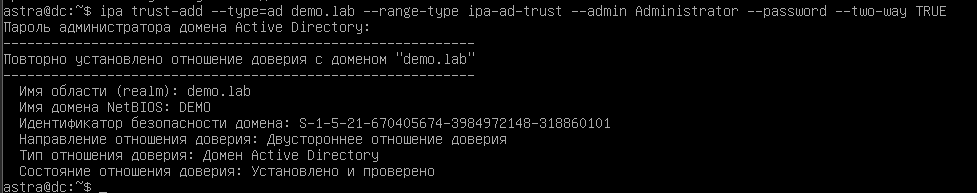 astra@dc:~$ ipa trust-add --type=ad demo.lab --range-type ipa-ad-trust --admin Administrator --password --two-way TRUE
Пароль администратора домена Active Directory:
----------------------------------------------------------
Повторно установлено отношение доверия с доменом "demo.lab"
----------------------------------------------------------
Имя области (realm): demo.lab
Имя домена NetBIOS: DEMO
Идентификатор безопасности домена: S-1-5-21-670405674-3984972148-318860101
Направление отношения доверия: Двустороннее отношение доверия
Тип отношения доверия: Домен Active Directory
Состояние отношения доверия: Установлено и проверено
astra@dc:~$ _